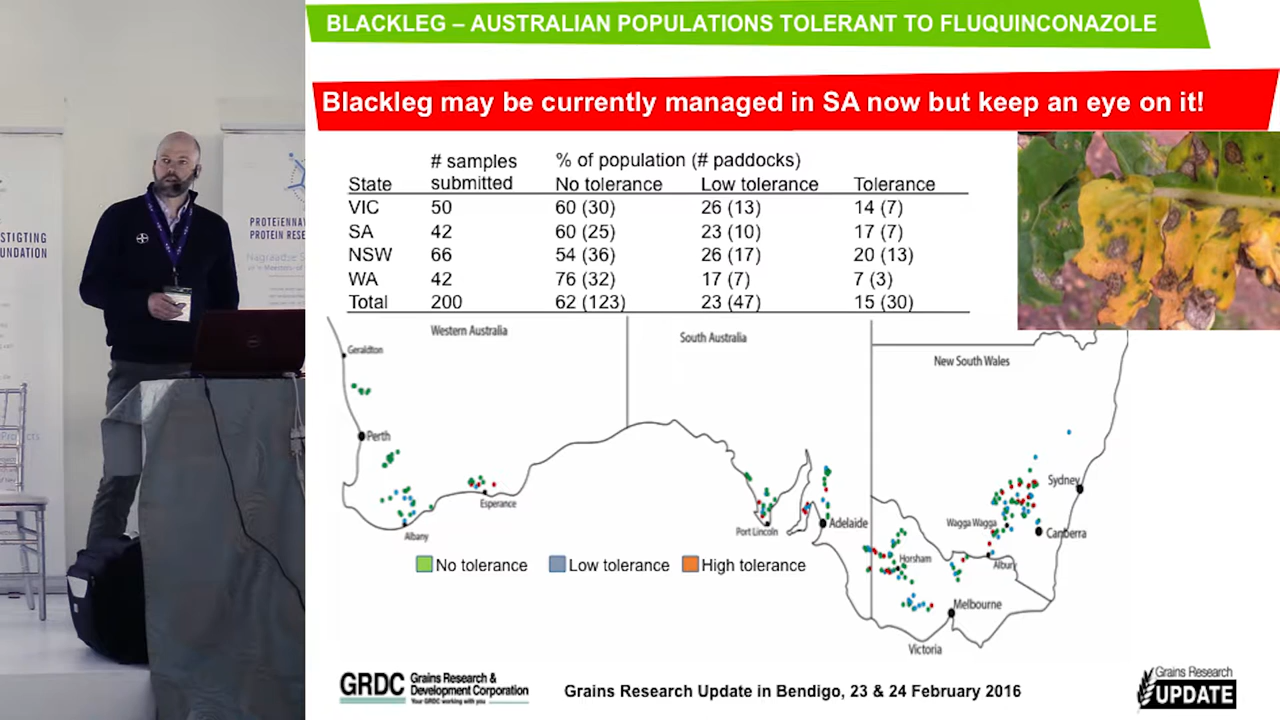 BLACKLEG – AUSTRALIAN POPULATIONS TOLERANT TO FLUQUINCONAZOLE
Blackleg may be currently managed in SA now but keep an eye on it!
# samples % of population (# paddocks)
State submitted No tolerance Low tolerance Tolerance
VIC 50 60 (30) 26 (13) 14 (7)
SA 42 60 (25) 23 (10) 17 (7)
NSW 66 54 (36) 26 (17) 20 (13)
WA 42 76 (32) 17 (7) 7 (3)
Total 200 62 (123) 23 (47) 15 (30)
Western Australia
South Australia
New South Wales
Geraldton
Perth
Esperance
Albany
Port Lincoln
Adelaide
Sydney
Wagga Wagga
Canberra
Horsham
Albury
Melbourne
Victoria
No tolerance Low tolerance High tolerance
GRDC
Grains Research &
Development Corporation
Your GRDC working with you
Grains Research Update in Bendigo, 23 & 24 February 2016
Grains Research
UPDATE
STIGTING
UNDATION
PROTEïENNAV
PROTEIN RESE